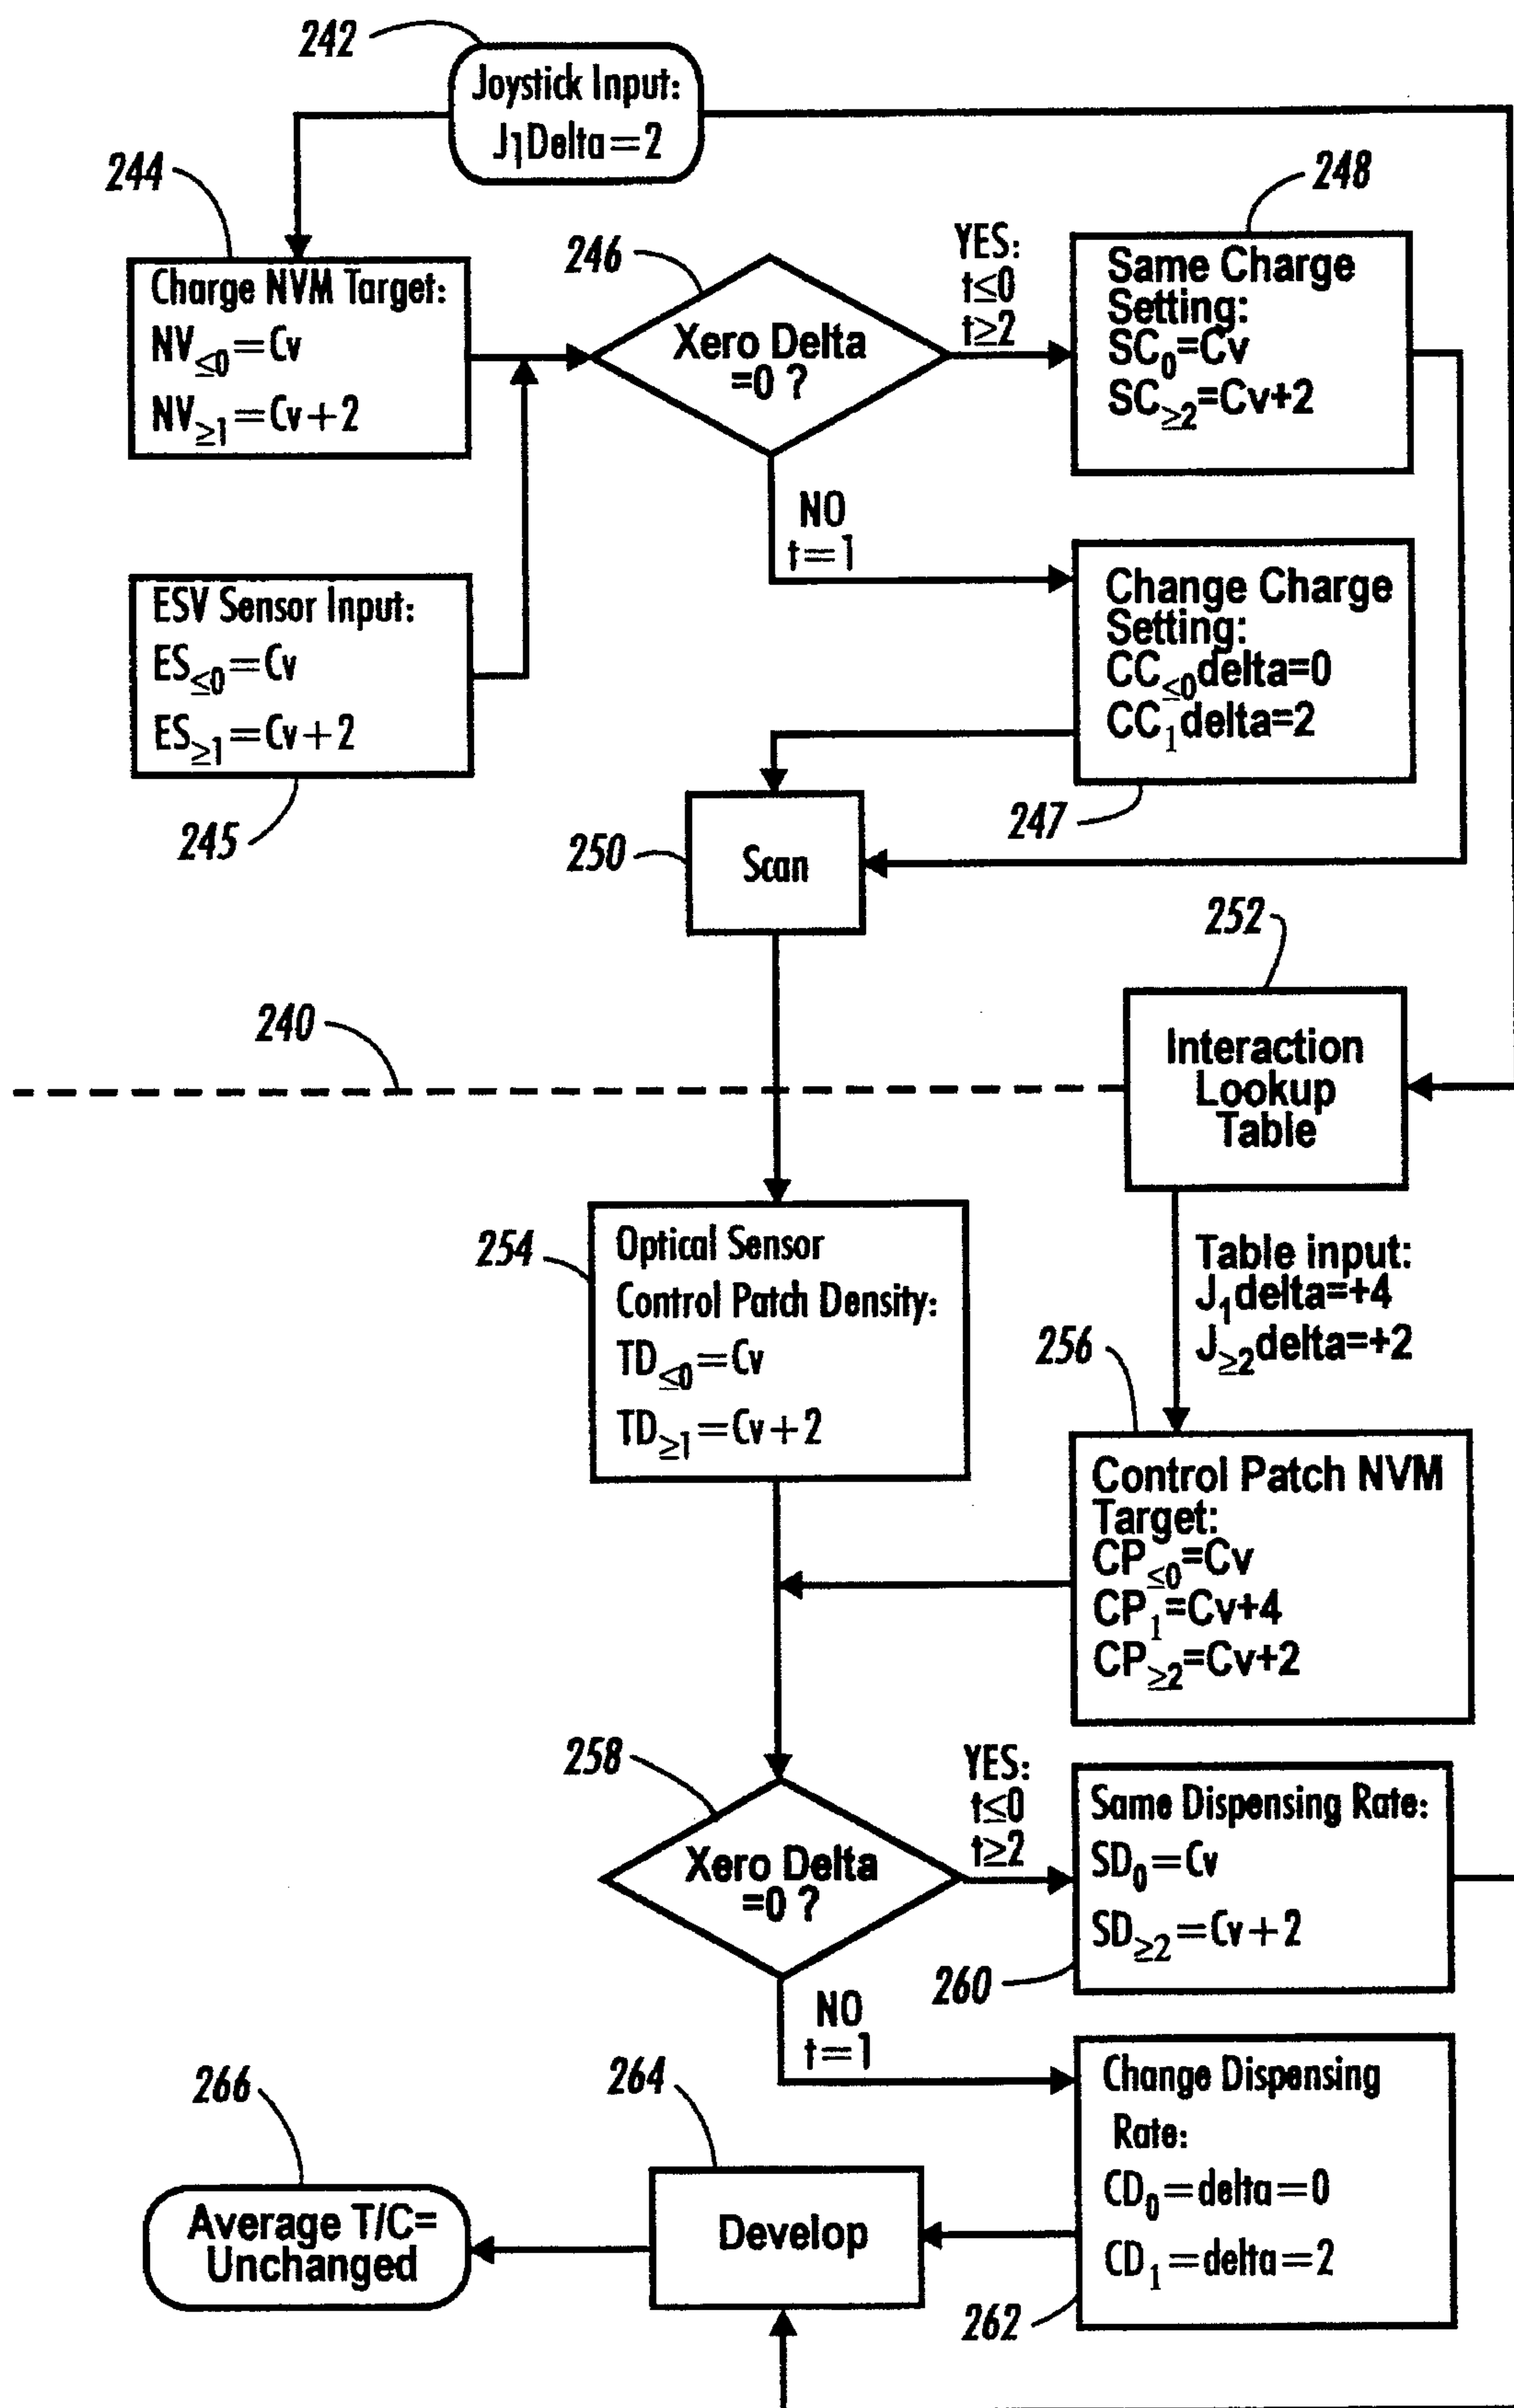 242
Joystick Input:
J1Delta=2
244
Charge NVM Target:
NV≤0=Cv
NV≥1=Cv+2
246
Xero Delta
=0 ?
YES:
t≤0
t≥2
248
Same Charge
Setting:
SC0=Cv
SC≥2=Cv+2
NO
t=1
ESV Sensor Input:
ES≤0=Cv
ES≥1=Cv+2
245
Change Charge
Setting:
CC≤0delta=0
CC1delta=2
247
250
Scan
252
Interaction
Lookup
Table
240
254
Optical Sensor
Control Patch Density:
TD≤0=Cv
TD≥1=Cv+2
Table input:
J1delta=+4
J≥2delta=+2
256
Control Patch NVM
Target:
CP≤0=Cv
CP1=Cv+4
CP≥2=Cv+2
258
Xero Delta
=0 ?
YES:
t≤0
t≥2
Same Dispensing Rate:
SD0=Cv
SD≥2=Cv+2
260
NO
t=1
Change Dispensing
Rate:
CD0=delta=0
CD1=delta=2
262
264
Develop
266
Average T/C=
Unchanged